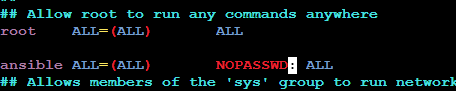 ## Allow root to run any commands anywhere
root ALL=(ALL) ALL
ansible ALL=(ALL) NOPASSWD: ALL
## Allows members of the 'sys' group to run network